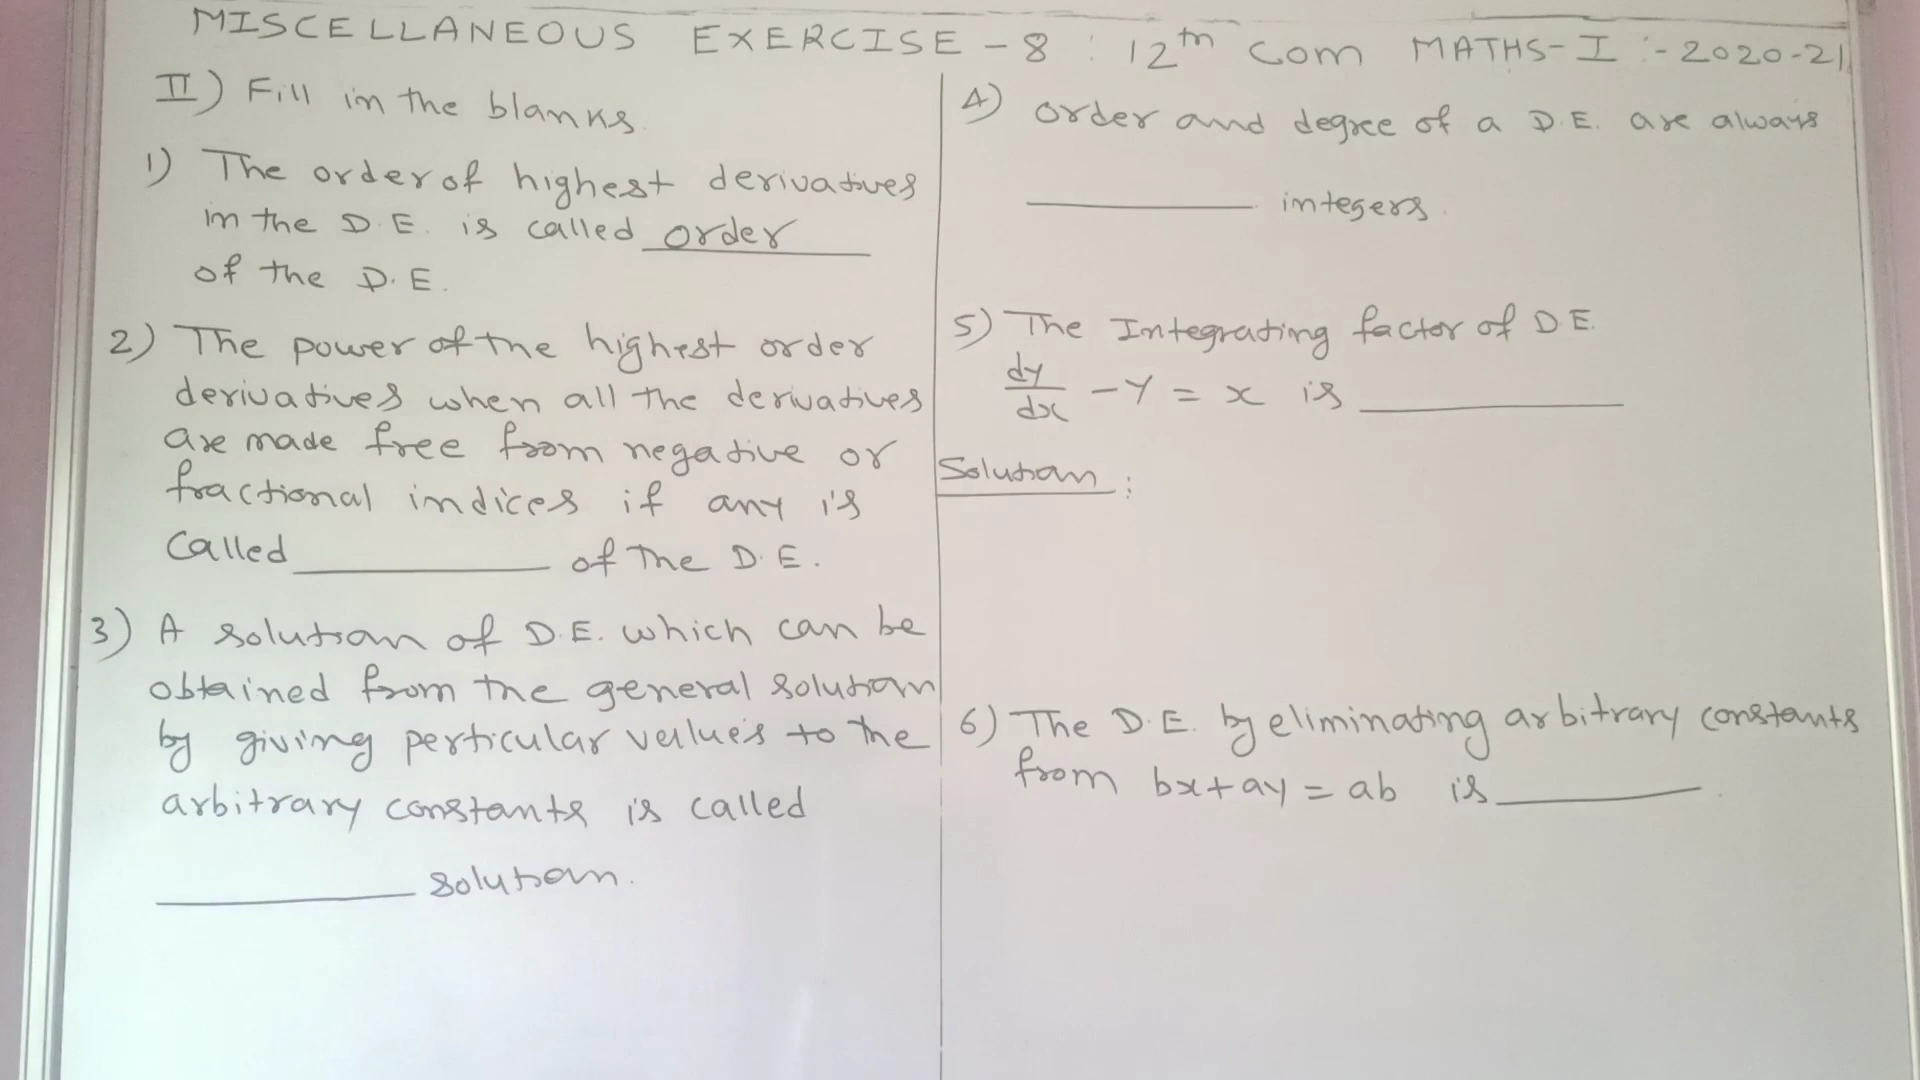 MISCELLANEOUS EXERCISE - 8 : 12th Com MATHS-I :- 2020-21
II) Fill in the blanks.
1) The order of highest derivatives
in the D.E. is called order
of the D.E.
2) The power of the highest order
derivatives when all the derivatives
are made free from negative or
fractional indices if any is
called __________ of the D.E.
3) A solution of D.E. which can be
obtained from the general solution
by giving perticular values to the
arbitrary constants is called
__________ solution.
4) order and degree of a D.E. are always
__________ integers.
5) The Integrating factor of D.E.
dy/dx - y = x is __________
Solution :
6) The D.E. by eliminating arbitrary constants
from bx+ay = ab is __________.